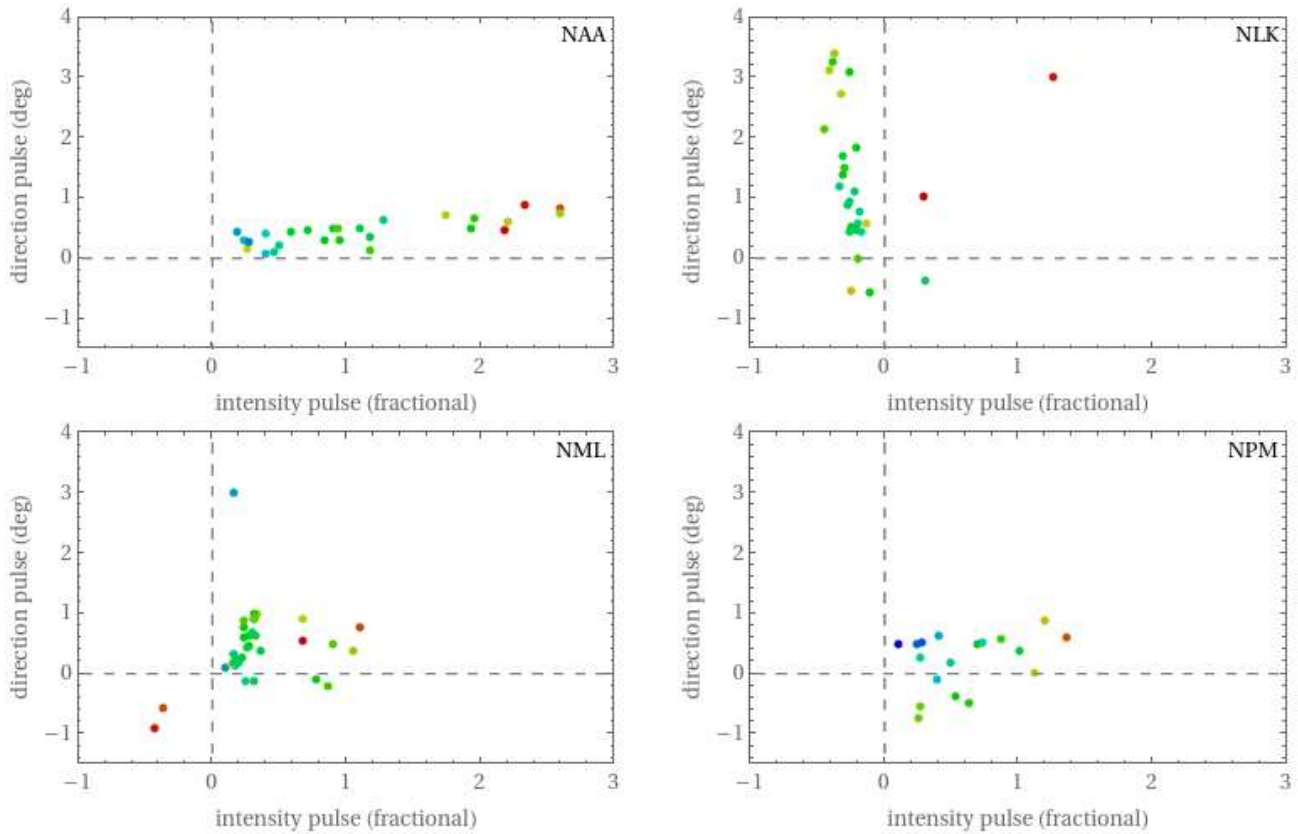 NAA
4
3
2
1
0
−1
direction pulse (deg)
−1 0 1 2 3
intensity pulse (fractional)
NLK
4
3
2
1
0
−1
direction pulse (deg)
−1 0 1 2 3
intensity pulse (fractional)
NML
4
3
2
1
0
−1
direction pulse (deg)
−1 0 1 2 3
intensity pulse (fractional)
NPM
4
3
2
1
0
−1
direction pulse (deg)
−1 0 1 2 3
intensity pulse (fractional)